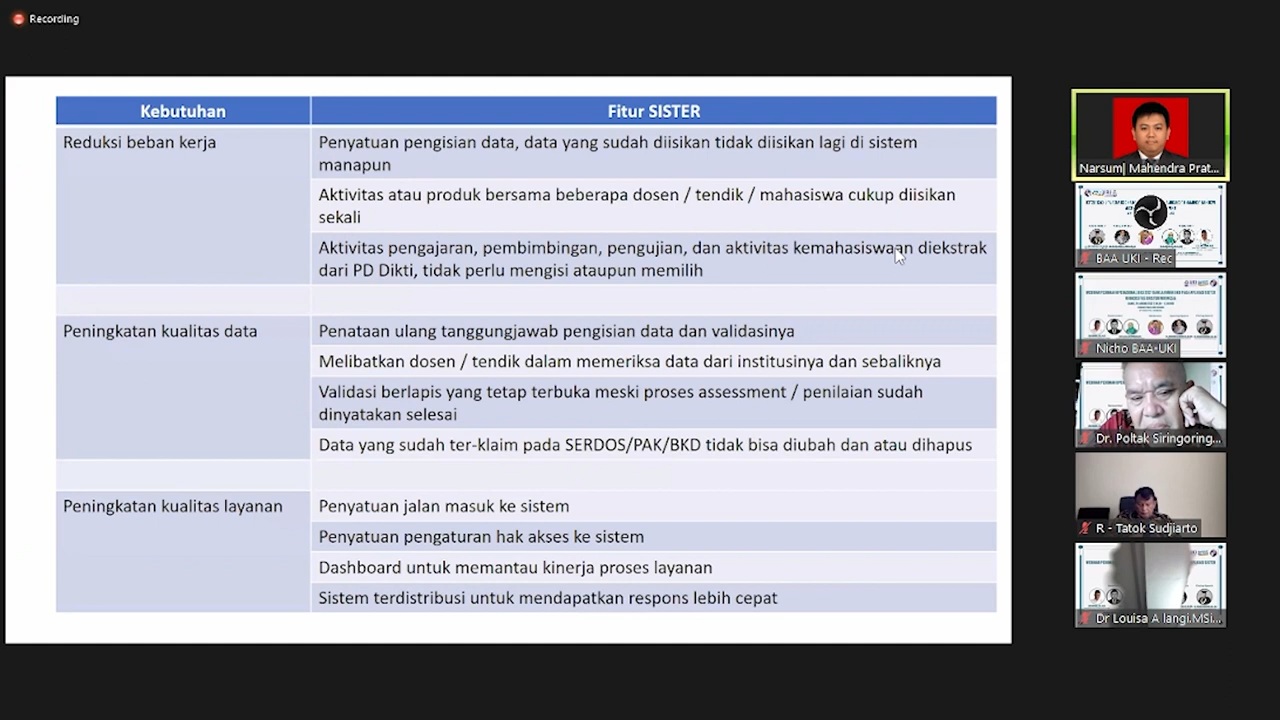 Recording
Kebutuhan
Fitur SISTER
Reduksi beban kerja
Penyatuan pengisian data, data yang sudah diisikan tidak diisikan lagi di sistem
manapun
Aktivitas atau produk bersama beberapa dosen / tendik / mahasiswa cukup diisikan
sekali
Aktivitas pengajaran, pembimbingan, pengujian, dan aktivitas kemahasiswaan diekstrak
dari PD Dikti, tidak perlu mengisi ataupun memilih
Peningkatan kualitas data
Penataan ulang tanggungjawab pengisian data dan validasinya
Melibatkan dosen / tendik dalam memeriksa data dari institusinya dan sebaliknya
Validasi berlapis yang tetap terbuka meski proses assessment / penilaian sudah
dinyatakan selesai
Data yang sudah ter-klaim pada SERDOS/PAK/BKD tidak bisa diubah dan atau dihapus
Peningkatan kualitas layanan
Penyatuan jalan masuk ke sistem
Penyatuan pengaturan hak akses ke sistem
Dashboard untuk memantau kinerja proses layanan
Sistem terdistribusi untuk mendapatkan respons lebih cepat
Narsum| Mahendra Prat...
BAA UKI - Rec
Nicho BAA-UKI
Dr. Poltak Siringoring...
R - Tatok Sudjiarto
Dr Louisa A langi.MSi...